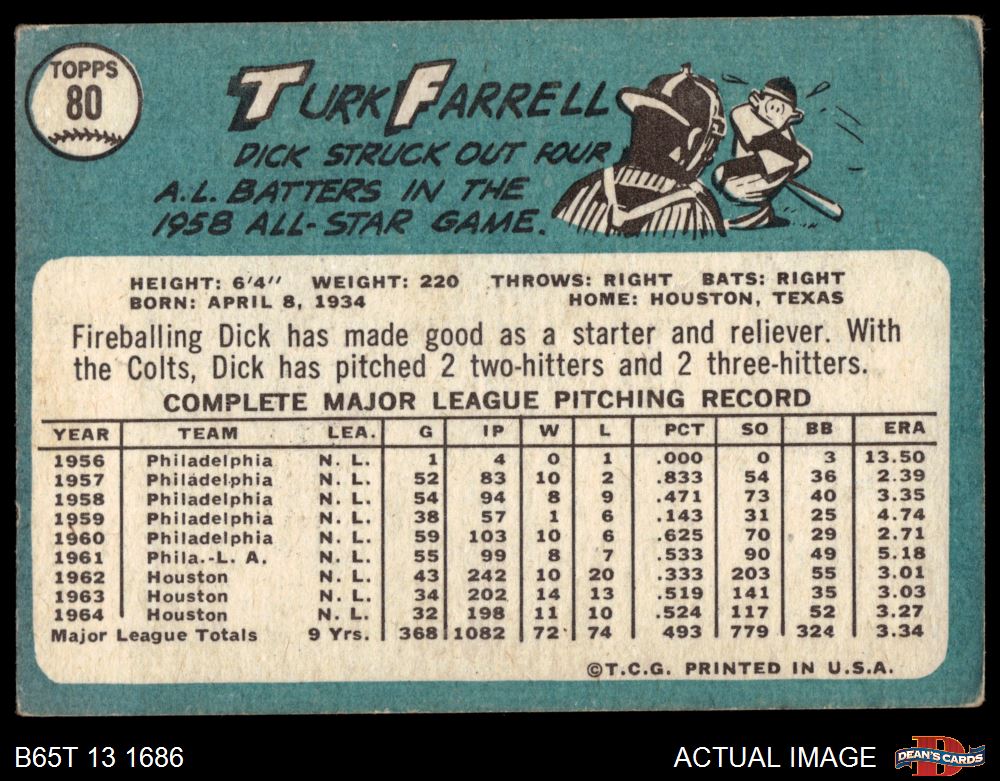 TOPPS
80
TURK FARRELL
DICK STRUCK OUT FOUR
A.L. BATTERS IN THE
1958 ALL-STAR GAME.
HEIGHT: 6'4" WEIGHT: 220 THROWS: RIGHT BATS: RIGHT
BORN: APRIL 8, 1934 HOME: HOUSTON, TEXAS
Fireballing Dick has made good as a starter and reliever. With
the Colts, Dick has pitched 2 two-hitters and 2 three-hitters.
COMPLETE MAJOR LEAGUE PITCHING RECORD
YEAR TEAM LEA. G IP W L PCT SO BB ERA
1956 Philadelphia N. L. 1 4 0 1 .000 0 3 13.50
1957 Philadelphia N. L. 52 83 10 2 .833 54 36 2.39
1958 Philadelphia N. L. 54 94 8 9 .471 73 40 3.35
1959 Philadelphia N. L. 38 57 1 6 .143 31 25 4.74
1960 Philadelphia N. L. 59 103 10 6 .625 70 29 2.71
1961 Phila.-L. A. N. L. 55 99 8 7 .533 90 49 5.18
1962 Houston N. L. 43 242 10 20 .333 203 55 3.01
1963 Houston N. L. 34 202 14 13 .519 141 35 3.03
1964 Houston N. L. 32 198 11 10 .524 117 52 3.27
Major League Totals 9 Yrs. 368 1082 72 74 493 779 324 3.34
©T.C.G. PRINTED IN U.S.A.
B65T 13 1686 ACTUAL IMAGE DEAN'S CARDS